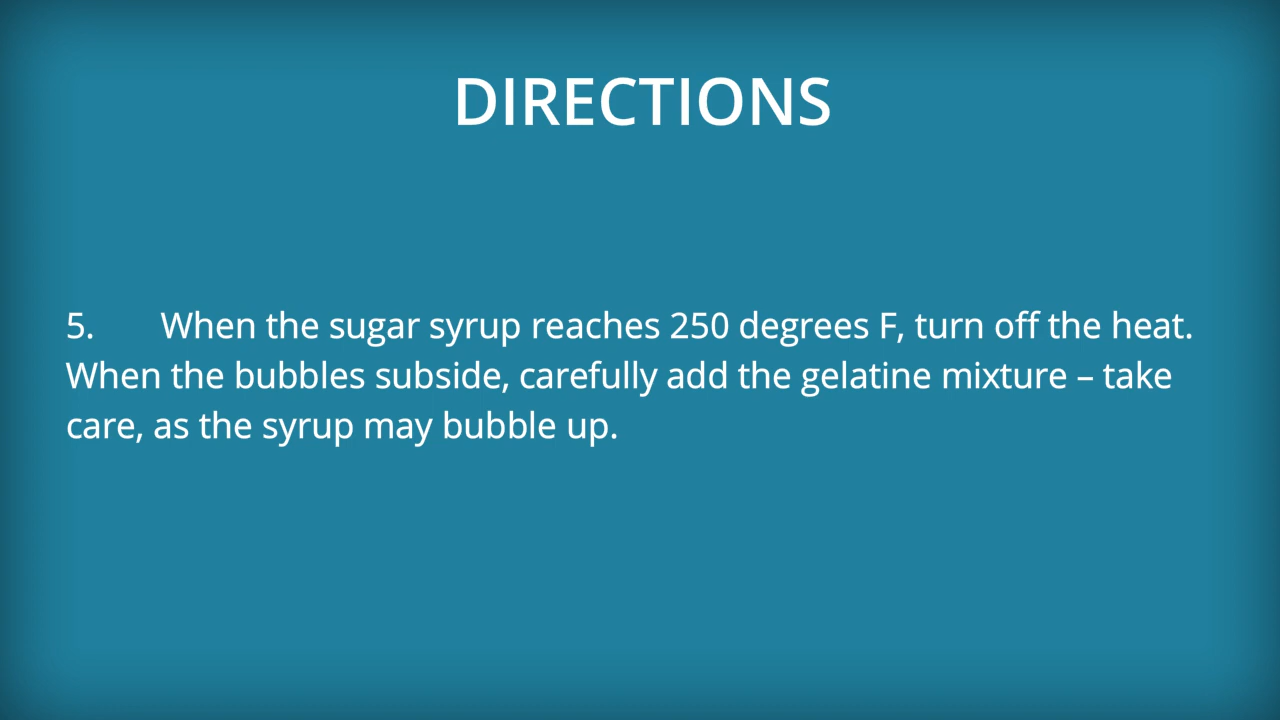 DIRECTIONS
5. When the sugar syrup reaches 250 degrees F, turn off the heat.
When the bubbles subside, carefully add the gelatine mixture – take
care, as the syrup may bubble up.